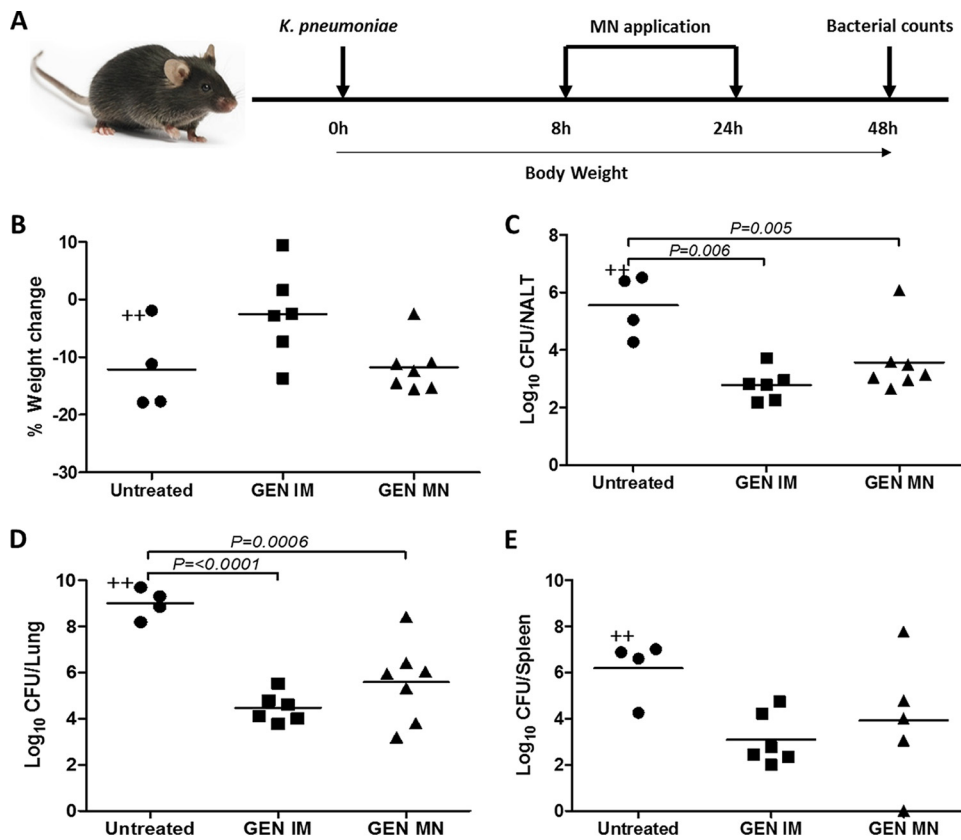 A
K. pneumoniae
MN application
Bacterial counts
0h
8h
24h
48h
Body Weight
B
% Weight change
10
0
-10
-20
-30
++
Untreated
GEN IM
GEN MN
C
Log10 CFU/NALT
8
6
4
2
0
P=0.005
P=0.006
++
Untreated
GEN IM
GEN MN
D
Log10 CFU/Lung
10
8
6
4
2
0
P=0.0006
P=<0.0001
++
Untreated
GEN IM
GEN MN
E
Log10 CFU/Spleen
10
8
6
4
2
0
++
Untreated
GEN IM
GEN MN